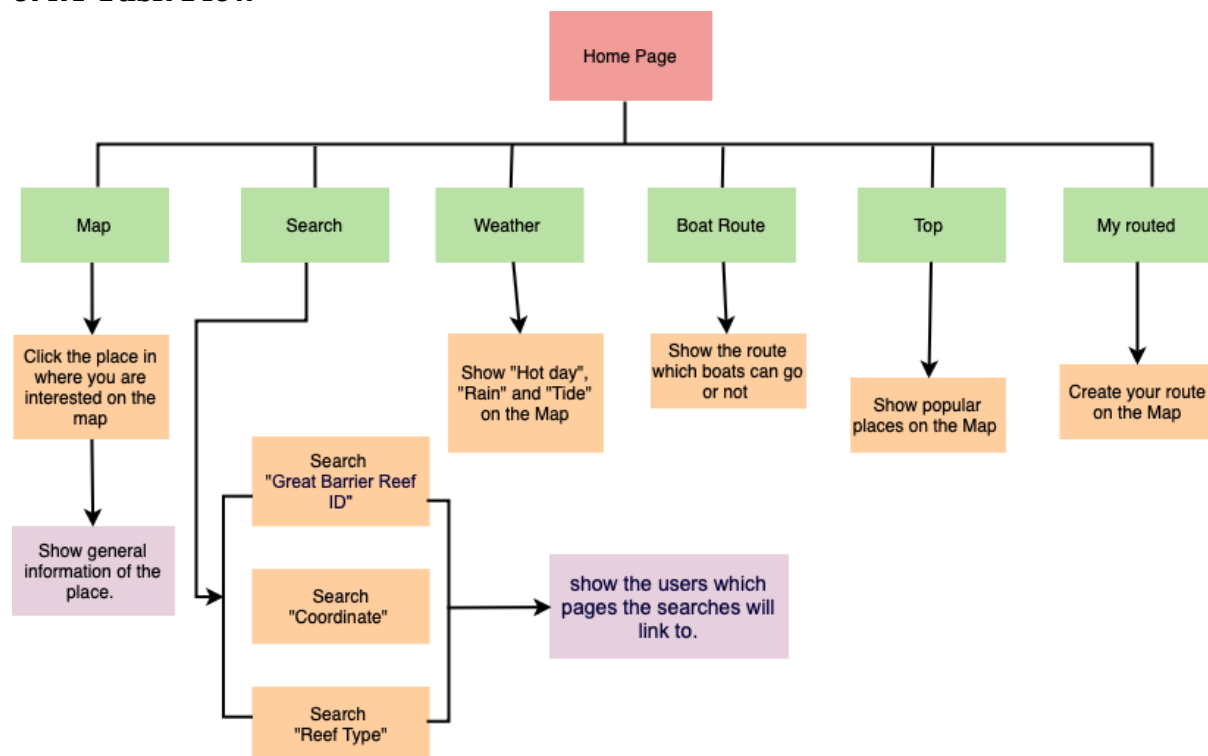 Home Page
Map
Search
Weather
Boat Route
Top
My routed
Click the place in
where you are
interested on the
map
Show "Hot day",
"Rain" and "Tide"
on the Map
Show the route
which boats can go
or not
Show popular
places on the Map
Create your route
on the Map
Search
"Great Barrier Reef
ID"
Show general
information of the
place.
Search
"Coordinate"
show the users which
pages the searches will
link to.
Search
"Reef Type"